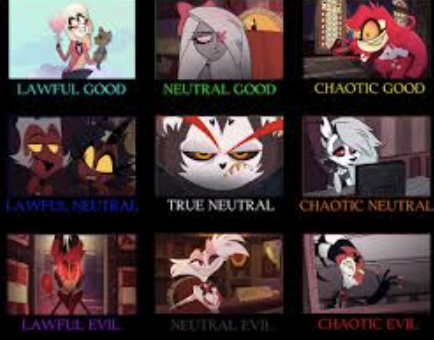 LAWFUL GOOD
NEUTRAL GOOD
CHAOTIC GOOD
LAWFUL NEUTRAL
TRUE NEUTRAL
CHAOTIC NEUTRAL
LAWFUL EVIL
NEUTRAL EVIL
CHAOTIC EVIL